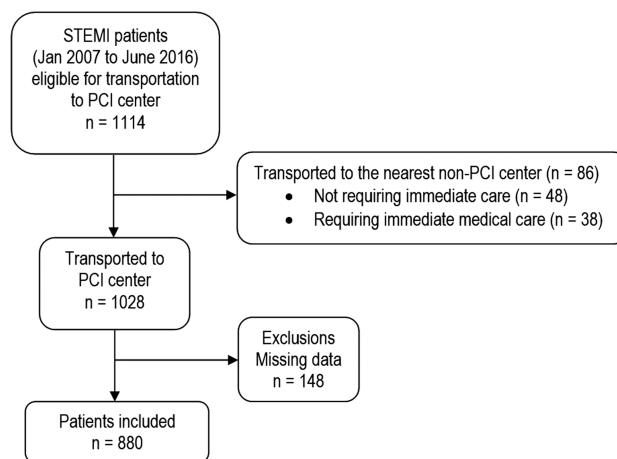 STEMI patients
(Jan 2007 to June 2016)
eligible for transportation
to PCI center
n = 1114
Transported to the nearest non-PCI center (n = 86)
• Not requiring immediate care (n = 48)
• Requiring immediate medical care (n = 38)
Transported to
PCI center
n = 1028
Exclusions
Missing data
n = 148
Patients included
n = 880